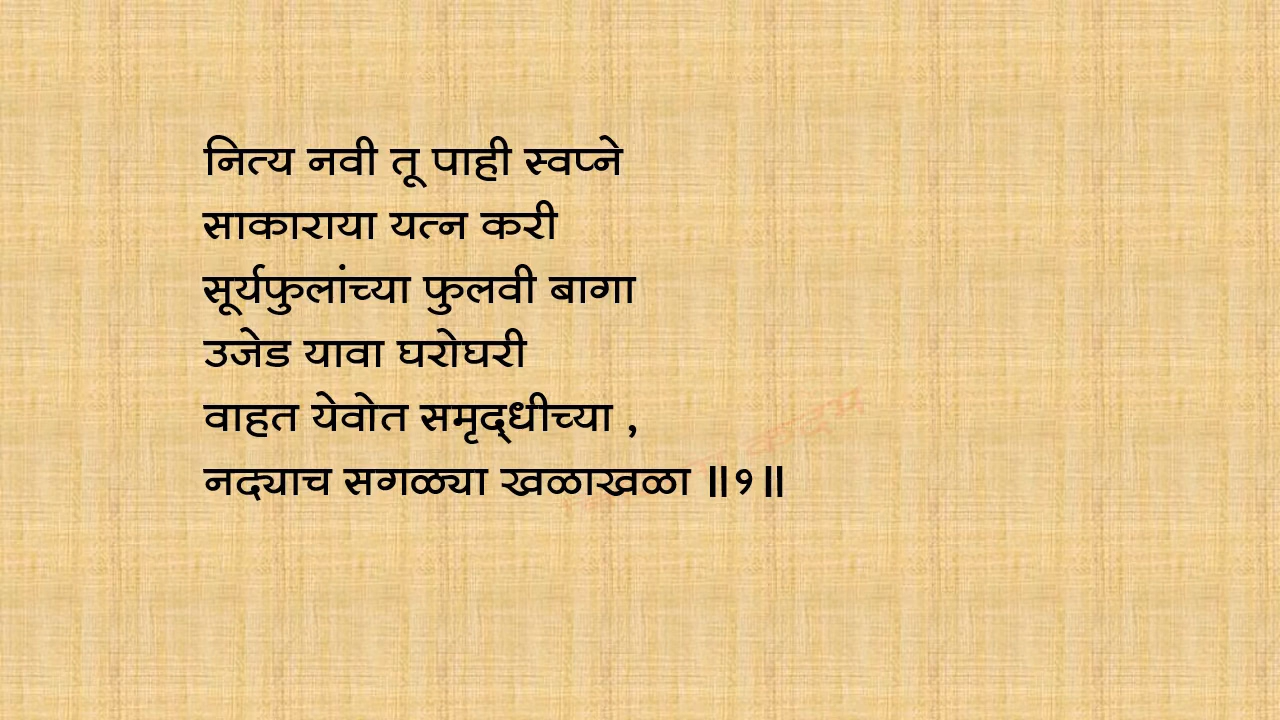 नित्य नवी तू पाही स्वप्ने
साकाराया यत्न करी
सूर्यफुलांच्या फुलवी बागा
उजेड यावा घरोघरी
वाहत येवोत समृद्‍धीच्या ,
नद्याच सगळ्या खळाखळा ॥१॥